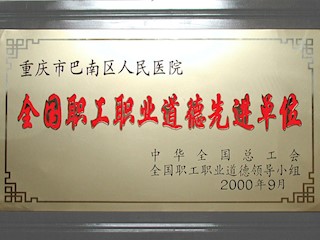 重庆市巴南区人民医院
全国职工职业道德先进单位
中华全国总工会
全国职工职业道德领导小组
2000年9月